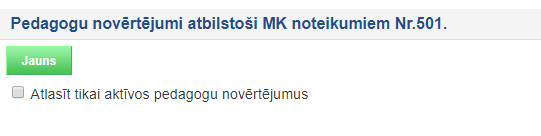 Pedagogu novērtējumi atbilstoši MK noteikumiem Nr.501.
Jauns
Atlasīt tikai aktīvos pedagogu novērtējumus